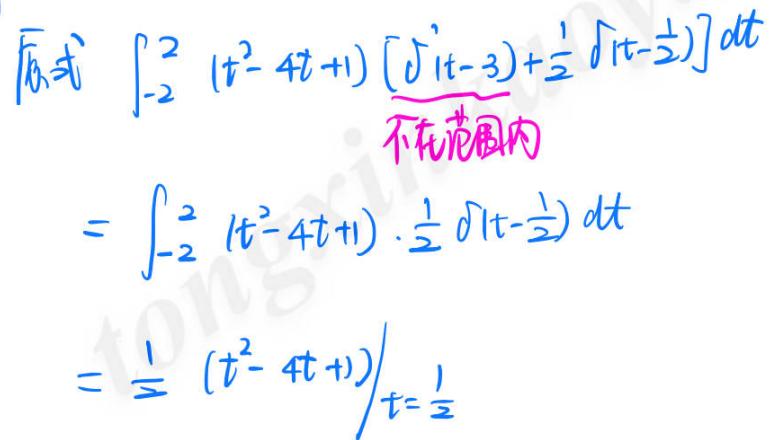 原式 ∫_{-2}^{2} (t²-4t+1) [δ'(t-3)+½ δ(t-½)] dt
不在范围内
= ∫_{-2}^{2} (t²-4t+1) · ½ δ(t-½) dt
= ½ (t²-4t+1)|_{t=½}